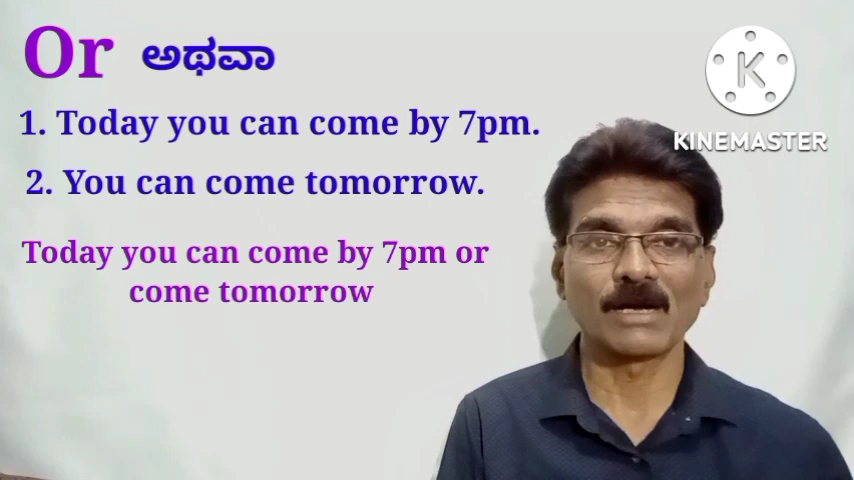 Or ಅಥವಾ
1. Today you can come by 7pm.
2. You can come tomorrow.
Today you can come by 7pm or
come tomorrow
K
KINEMASTER